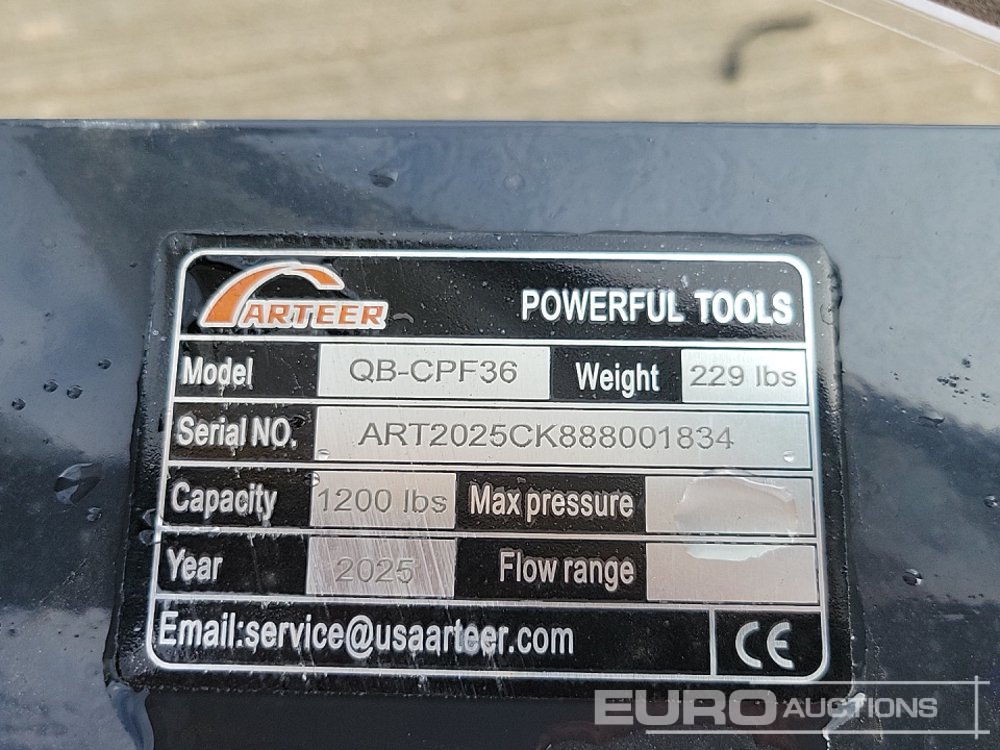 ARTEER POWERFUL TOOLS
Model QB-CPF36 Weight 229 lbs
Serial NO. ART2025CK888001834
Capacity 1200 lbs Max pressure
Year 2025 Flow range
Email:service@usaarteer.com CE
EURO AUCTIONS